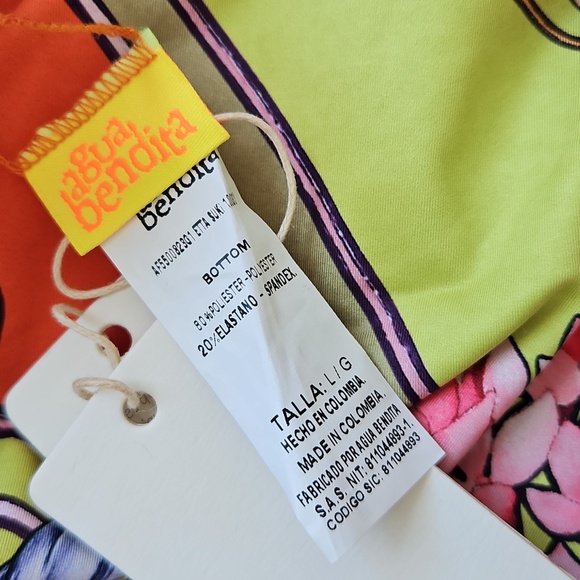 agua
bendita
bendita
BOTTOM
80%POLIESTER-POLYESTER
20%ELASTANO - SPANDEX.
TALLA: L / G
HECHO EN COLOMBIA.
MADE IN COLOMBIA.
FABRICADO POR AGUA BENDITA
S.A.S. NIT: 811044893-1.
CODIGO SIC: 811044893